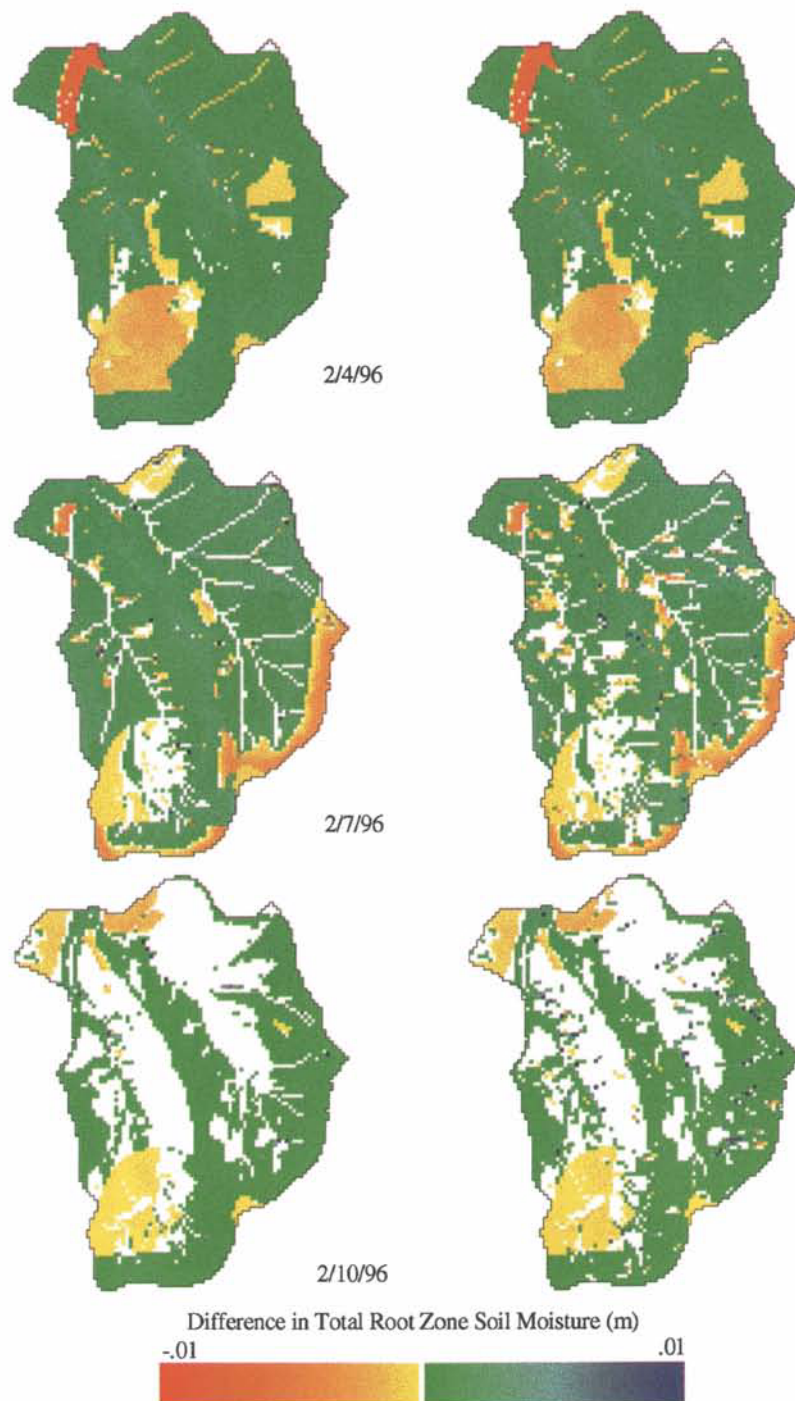 2/4/96
2/7/96
2/10/96
Difference in Total Root Zone Soil Moisture (m)
-.01 .01